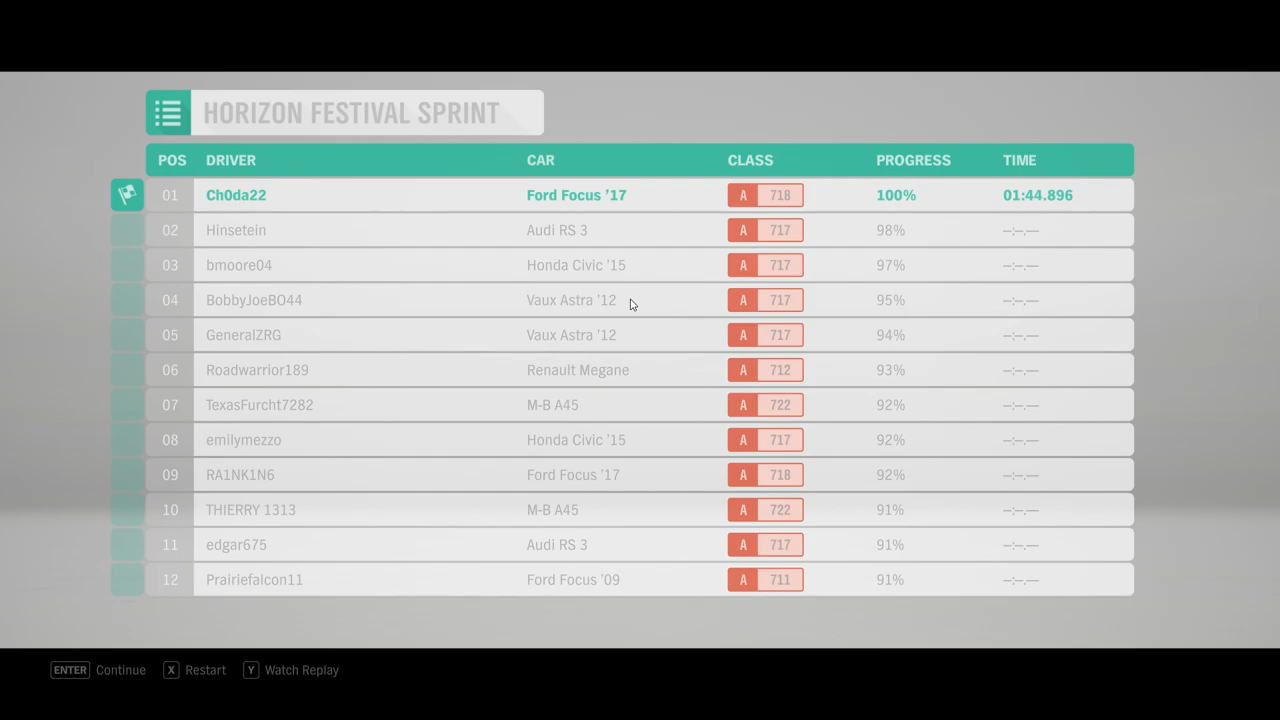 HORIZON FESTIVAL SPRINT
POS DRIVER CAR CLASS PROGRESS TIME
01 Ch0da22 Ford Focus '17 A 718 100% 01:44.896
02 Hinsetein Audi RS 3 A 717 98% --:--.---
03 bmoore04 Honda Civic '15 A 717 97% --:--.---
04 BobbyJoeBO44 Vaux Astra '12 A 717 95% --:--.---
05 GeneralZRG Vaux Astra '12 A 717 94% --:--.---
06 Roadwarrior189 Renault Megane A 712 93% --:--.---
07 TexasFurcht7282 M-B A45 A 722 92% --:--.---
08 emilymezzo Honda Civic '15 A 717 92% --:--.---
09 RA1NK1N6 Ford Focus '17 A 718 92% --:--.---
10 THIERRY 1313 M-B A45 A 722 91% --:--.---
11 edgar675 Audi RS 3 A 717 91% --:--.---
12 Prairiefalcon11 Ford Focus '09 A 711 91% --:--.---
ENTER Continue X Restart Y Watch Replay